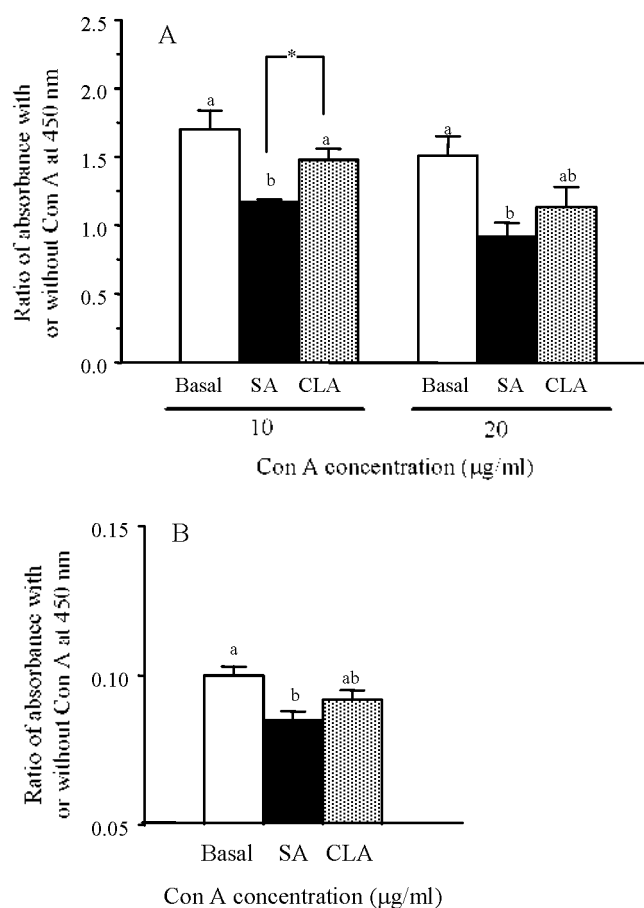 A
Ratio of absorbance with
or without Con A at 450 nm
2.5
2.0
1.5
1.0
0.5
0.0
*
a
b
a
a
b
ab
Basal SA CLA
Basal SA CLA
10
20
Con A concentration (μg/ml)
B
Ratio of absorbance with
or without Con A at 450 nm
0.15
0.10
0.05
a
b
ab
Basal SA CLA
Con A concentration (μg/ml)